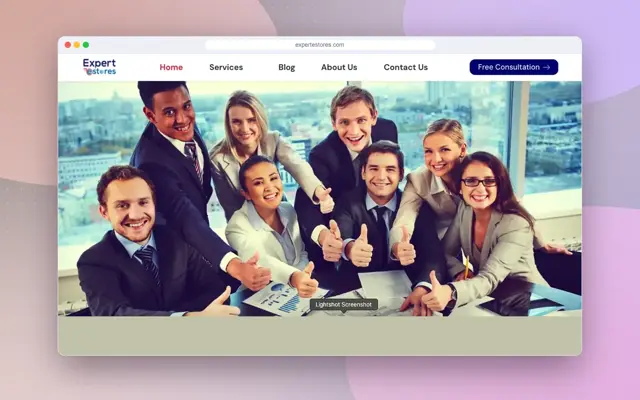 expertestores.com
Expert
estores
Home Services Blog About Us Contact Us Free Consultation →
Lightshot Screenshot